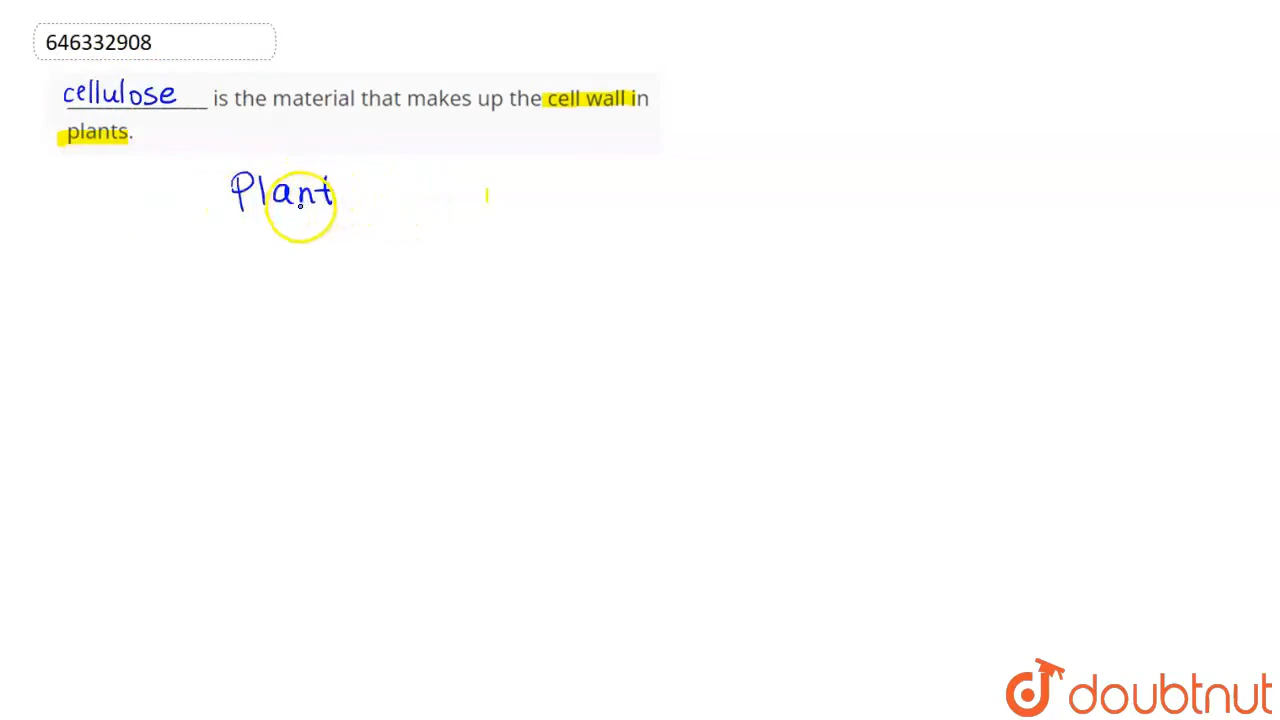 646332908
cellulose is the material that makes up the cell wall in
plants.
Plant
doubtnut